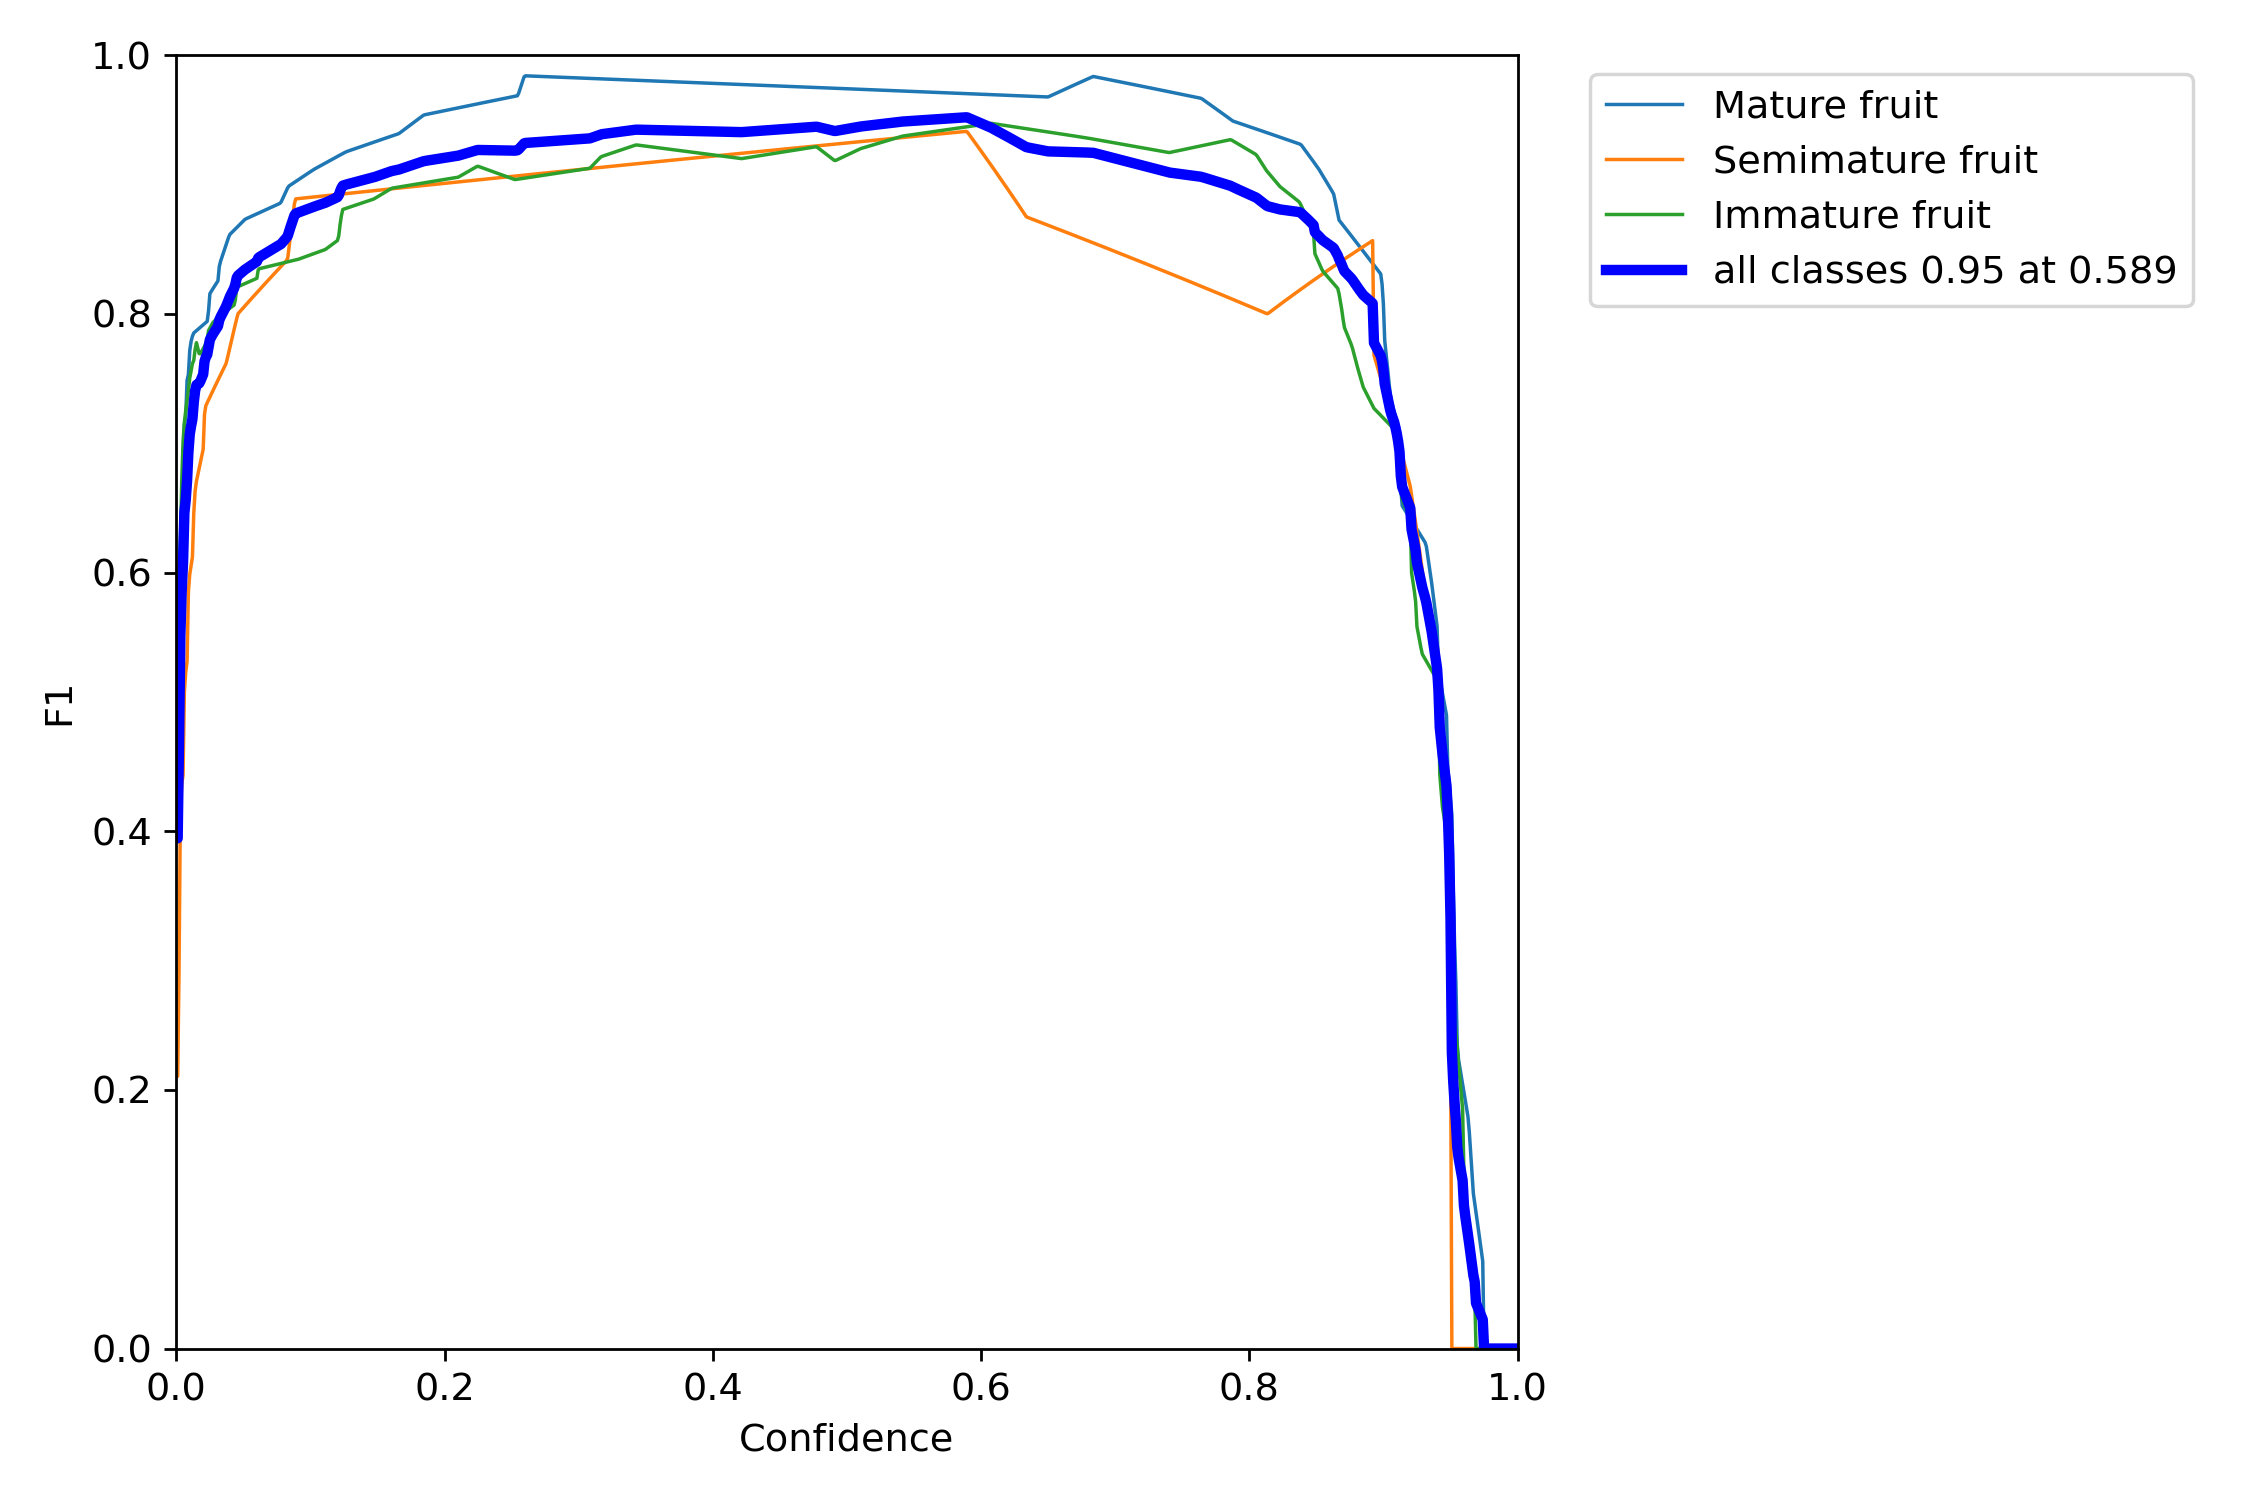 1.0
0.8
0.6
0.4
0.2
0.0
F1
0.0 0.2 0.4 0.6 0.8 1.0
Confidence
Mature fruit
Semimature fruit
Immature fruit
all classes 0.95 at 0.589